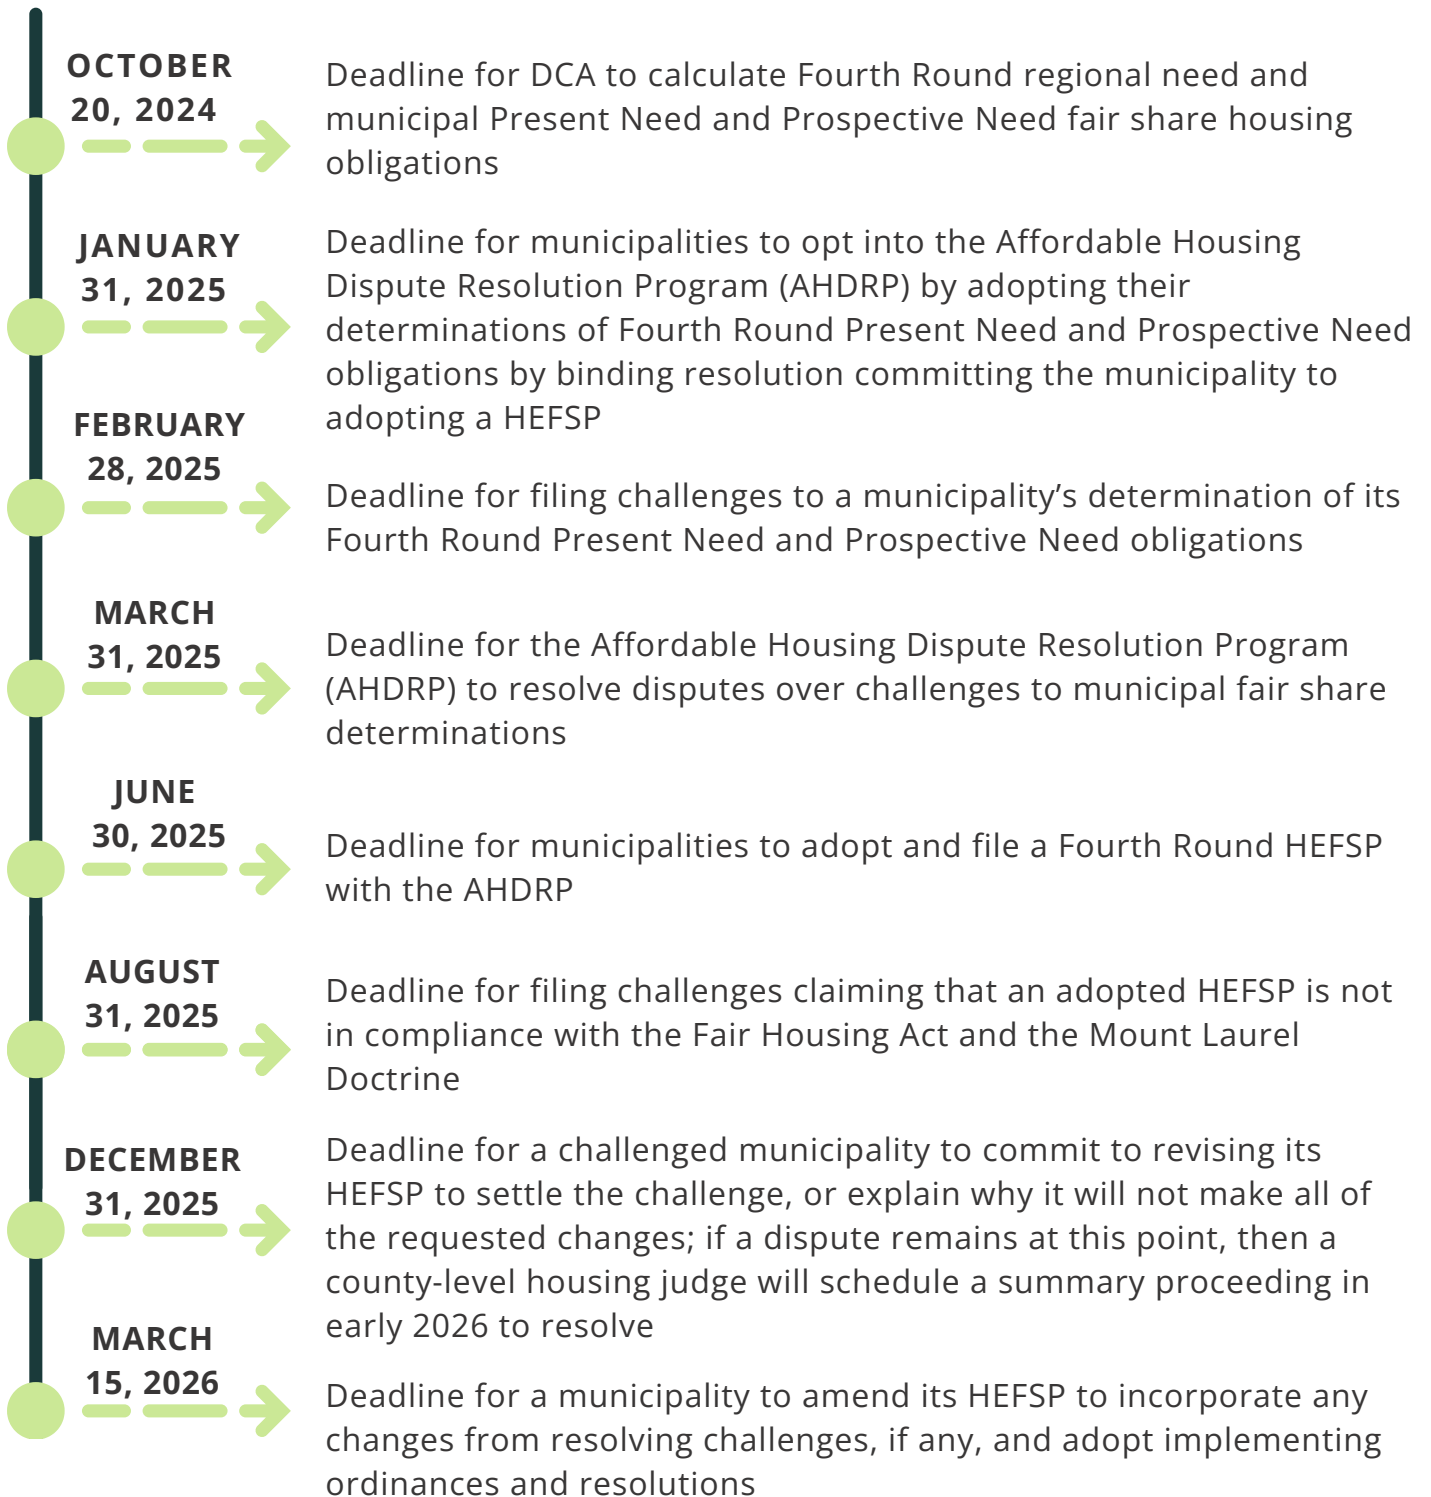 OCTOBER
20, 2024
Deadline for DCA to calculate Fourth Round regional need and
municipal Present Need and Prospective Need fair share housing
obligations
JANUARY
31, 2025
Deadline for municipalities to opt into the Affordable Housing
Dispute Resolution Program (AHDRP) by adopting their
determinations of Fourth Round Present Need and Prospective Need
obligations by binding resolution committing the municipality to
adopting a HEFSP
FEBRUARY
28, 2025
Deadline for filing challenges to a municipality’s determination of its
Fourth Round Present Need and Prospective Need obligations
MARCH
31, 2025
Deadline for the Affordable Housing Dispute Resolution Program
(AHDRP) to resolve disputes over challenges to municipal fair share
determinations
JUNE
30, 2025
Deadline for municipalities to adopt and file a Fourth Round HEFSP
with the AHDRP
AUGUST
31, 2025
Deadline for filing challenges claiming that an adopted HEFSP is not
in compliance with the Fair Housing Act and the Mount Laurel
Doctrine
DECEMBER
31, 2025
Deadline for a challenged municipality to commit to revising its
HEFSP to settle the challenge, or explain why it will not make all of
the requested changes; if a dispute remains at this point, then a
county-level housing judge will schedule a summary proceeding in
early 2026 to resolve
MARCH
15, 2026
Deadline for a municipality to amend its HEFSP to incorporate any
changes from resolving challenges, if any, and adopt implementing
ordinances and resolutions